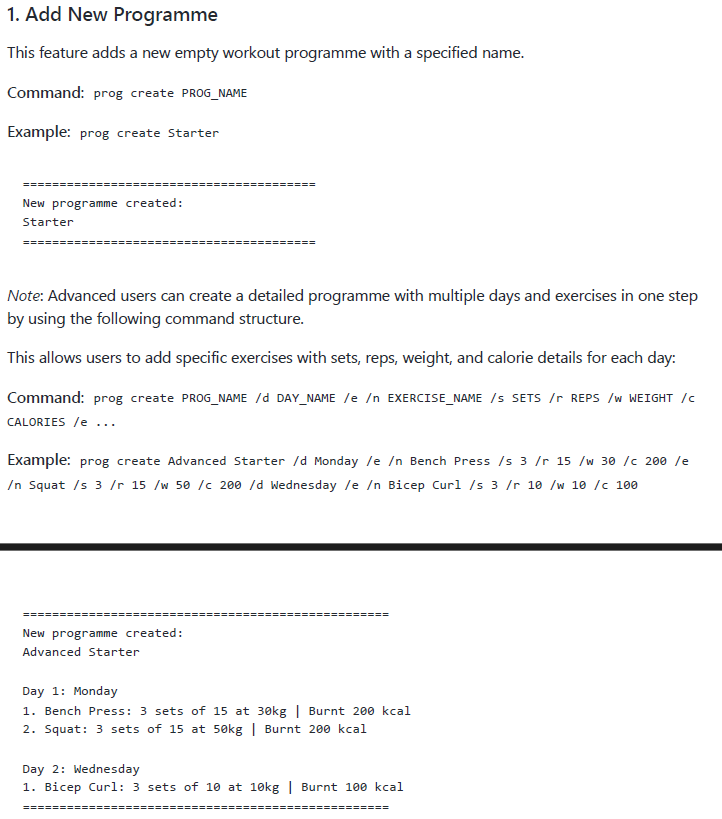 1. Add New Programme
This feature adds a new empty workout programme with a specified name.
Command: prog create PROG_NAME
Example: prog create Starter
========================================
New programme created:
Starter
========================================
Note: Advanced users can create a detailed programme with multiple days and exercises in one step
by using the following command structure.
This allows users to add specific exercises with sets, reps, weight, and calorie details for each day:
Command: prog create PROG_NAME /d DAY_NAME /e /n EXERCISE_NAME /s SETS /r REPS /w WEIGHT /c
CALORIES /e ...
Example: prog create Advanced Starter /d Monday /e /n Bench Press /s 3 /r 15 /w 30 /c 200 /e
/n Squat /s 3 /r 15 /w 50 /c 200 /d Wednesday /e /n Bicep Curl /s 3 /r 10 /w 10 /c 100
==================================================
New programme created:
Advanced Starter
Day 1: Monday
1. Bench Press: 3 sets of 15 at 30kg | Burnt 200 kcal
2. Squat: 3 sets of 15 at 50kg | Burnt 200 kcal
Day 2: Wednesday
1. Bicep Curl: 3 sets of 10 at 10kg | Burnt 100 kcal
==================================================